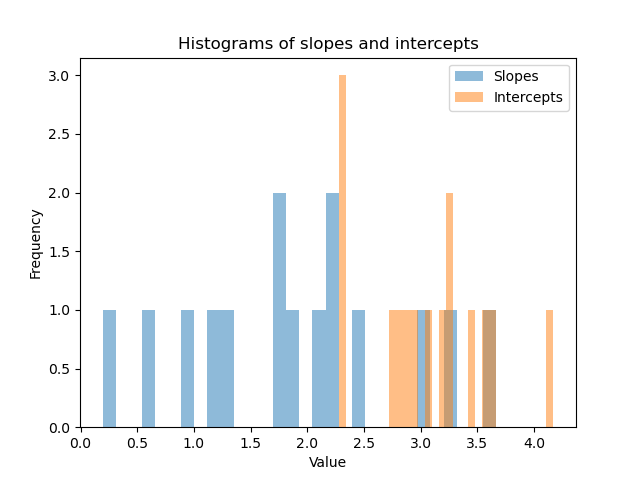 Histograms of slopes and intercepts
Slopes
Intercepts
3.0
2.5
2.0
1.5
1.0
0.5
0.0
Frequency
0.0 0.5 1.0 1.5 2.0 2.5 3.0 3.5 4.0
Value